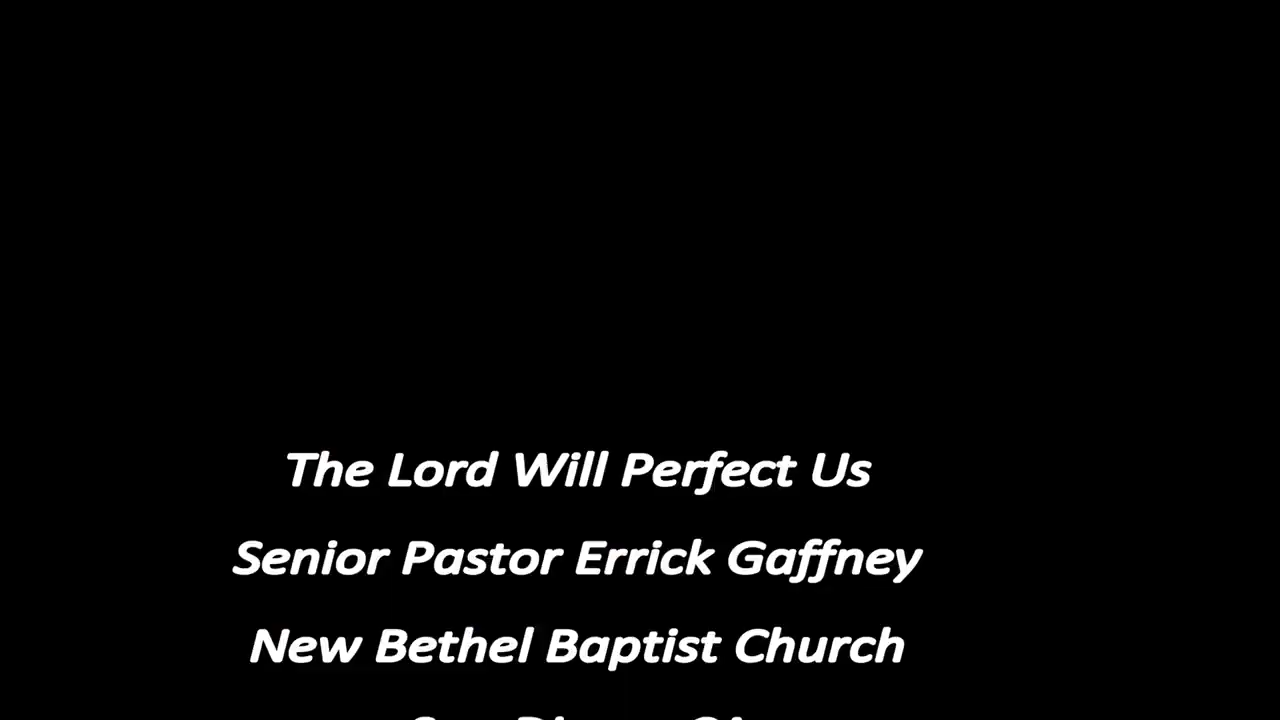 The Lord Will Perfect Us
Senior Pastor Errick Gaffney
New Bethel Baptist Church